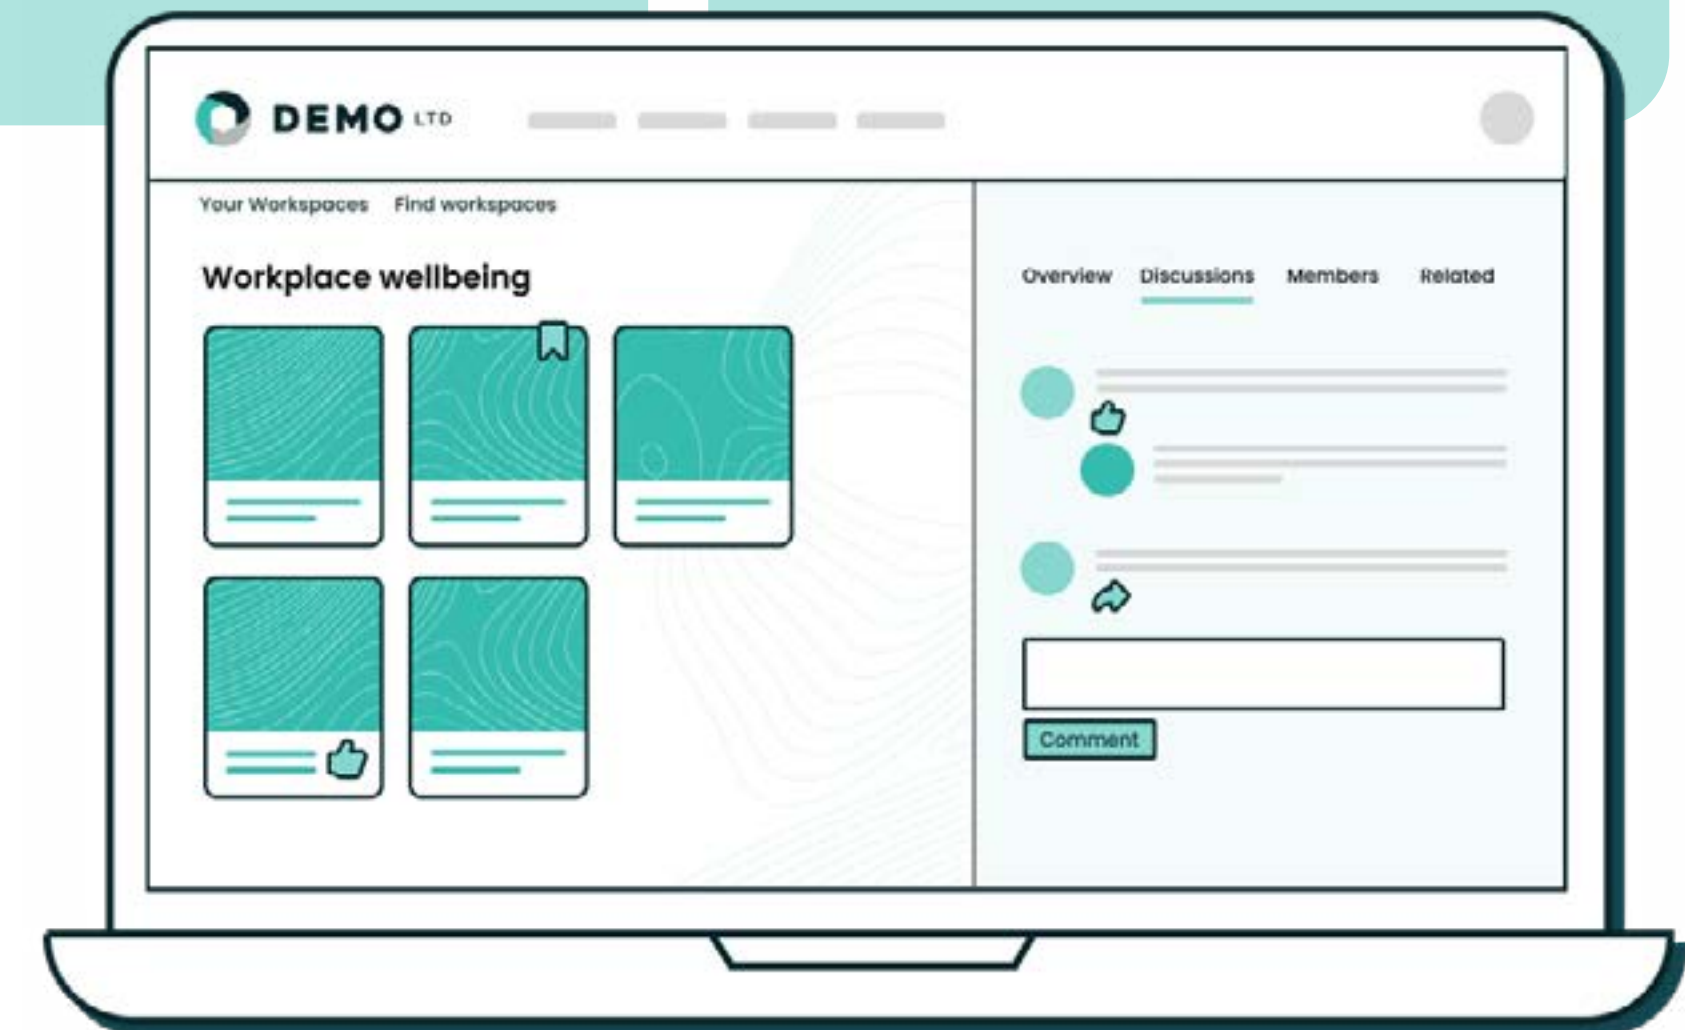 DEMO LTD
Your Workspaces Find workspaces
Workplace wellbeing
Overview Discussions Members Related
Comment